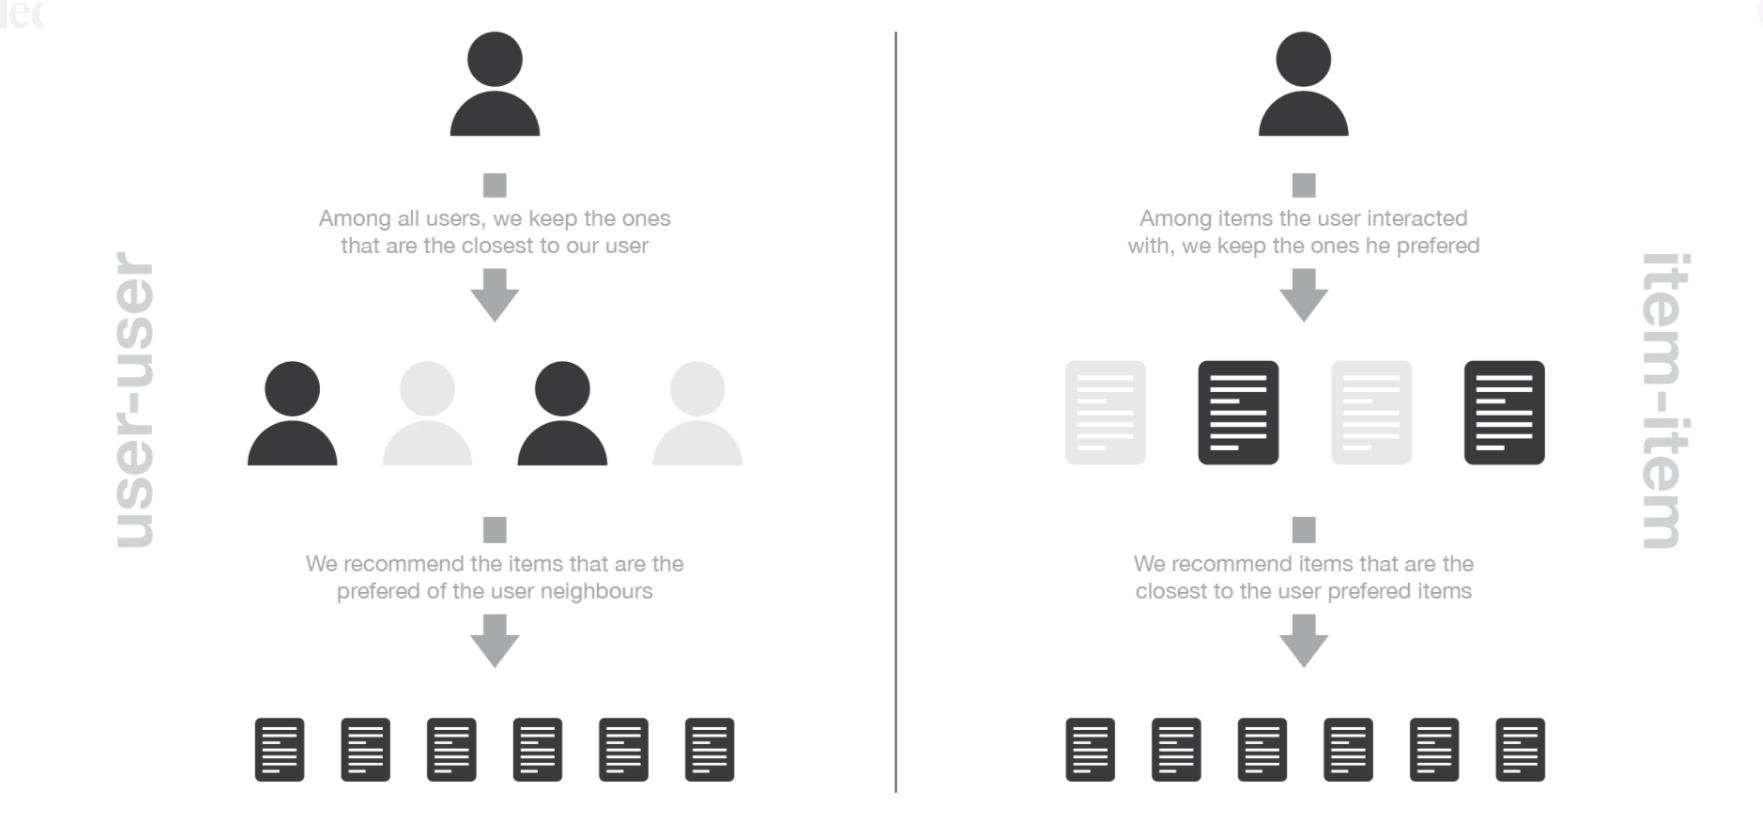 user-user
Among all users, we keep the ones
that are the closest to our user
We recommend the items that are the
prefered of the user neighbours
item-item
Among items the user interacted
with, we keep the ones he prefered
We recommend items that are the
closest to the user prefered items